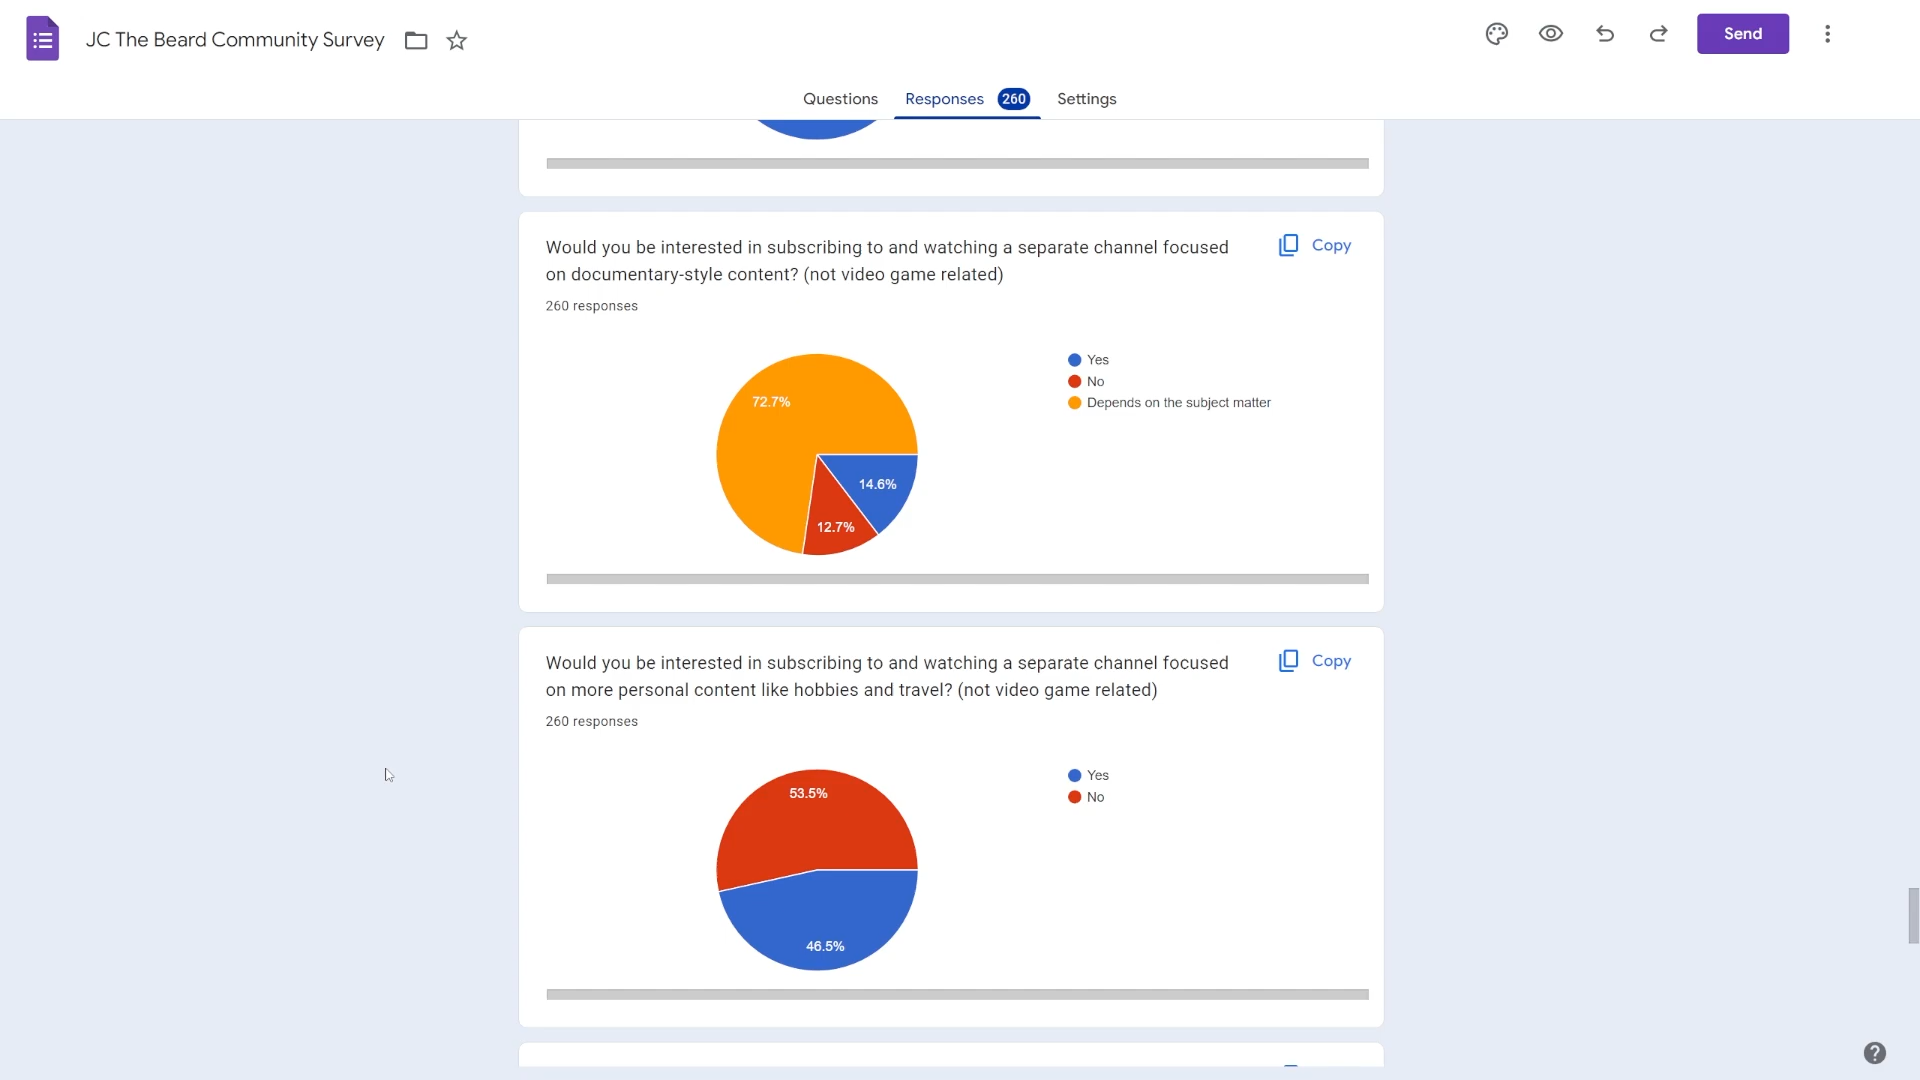 JC The Beard Community Survey
Send
Questions
Responses 260
Settings
Would you be interested in subscribing to and watching a separate channel focused
on documentary-style content? (not video game related)
Copy
260 responses
Yes
No
Depends on the subject matter
72.7%
14.6%
12.7%
Would you be interested in subscribing to and watching a separate channel focused
on more personal content like hobbies and travel? (not video game related)
Copy
260 responses
Yes
No
53.5%
46.5%
?